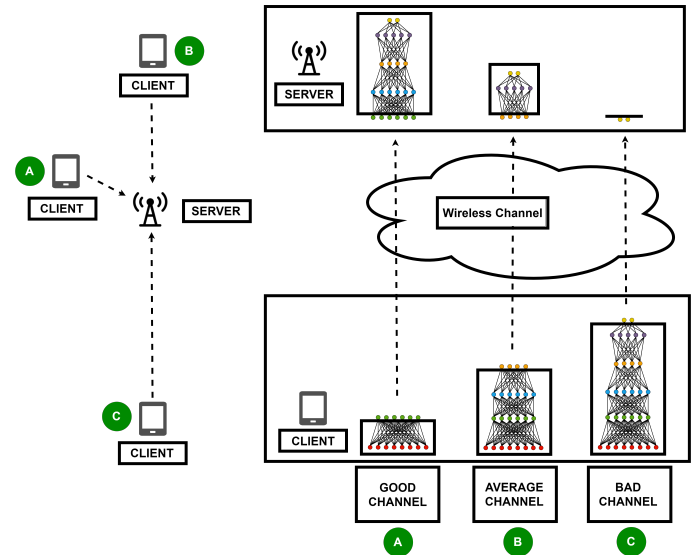 B
CLIENT
A
CLIENT
SERVER
C
CLIENT
SERVER
Wireless Channel
CLIENT
GOOD
CHANNEL
AVERAGE
CHANNEL
BAD
CHANNEL
A
B
C